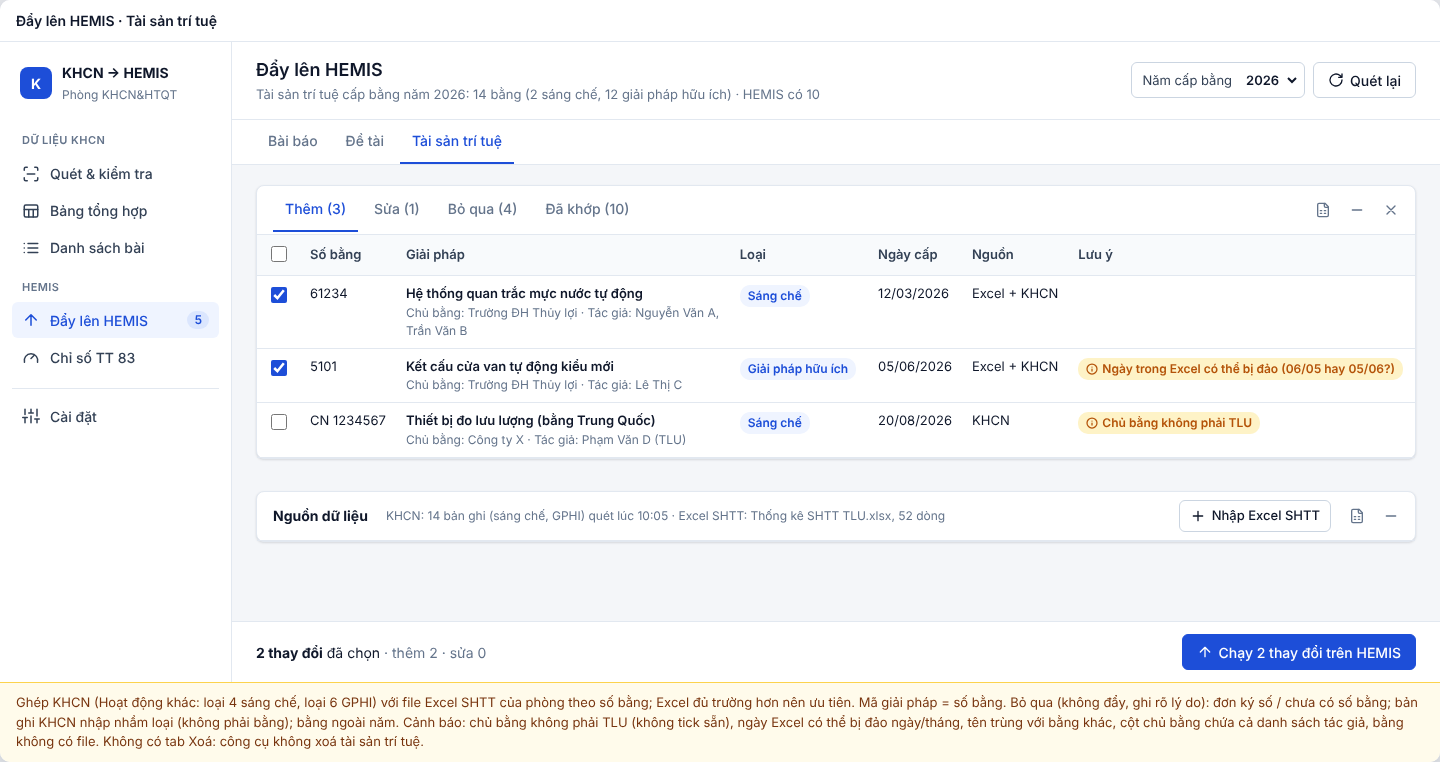 Đẩy lên HEMIS · Tài sản trí tuệ
K
KHCN → HEMIS
Phòng KHCN&HTQT
DỮ LIỆU KHCN
Quét & kiểm tra
Bảng tổng hợp
Danh sách bài
HEMIS
Đẩy lên HEMIS 5
Chỉ số TT 83
Cài đặt
Đẩy lên HEMIS
Tài sản trí tuệ cấp bằng năm 2026: 14 bằng (2 sáng chế, 12 giải pháp hữu ích) · HEMIS có 10
Năm cấp bằng 2026
Quét lại
Bài báo Đề tài Tài sản trí tuệ
Thêm (3) Sửa (1) Bỏ qua (4) Đã khớp (10)
Số bằng Giải pháp Loại Ngày cấp Nguồn Lưu ý
61234 Hệ thống quan trắc mực nước tự động Sáng chế 12/03/2026 Excel + KHCN
Chủ bằng: Trường ĐH Thủy lợi · Tác giả: Nguyễn Văn A,
Trần Văn B
5101 Kết cấu cửa van tự động kiểu mới Giải pháp hữu ích 05/06/2026 Excel + KHCN Ngày trong Excel có thể bị đảo (06/05 hay 05/06?)
Chủ bằng: Trường ĐH Thủy lợi · Tác giả: Lê Thị C
CN 1234567 Thiết bị đo lưu lượng (bằng Trung Quốc) Sáng chế 20/08/2026 KHCN Chủ bằng không phải TLU
Chủ bằng: Công ty X · Tác giả: Phạm Văn D (TLU)
Nguồn dữ liệu KHCN: 14 bản ghi (sáng chế, GPHI) quét lúc 10:05 · Excel SHTT: Thống kê SHTT TLU.xlsx, 52 dòng
Nhập Excel SHTT
2 thay đổi đã chọn · thêm 2 · sửa 0
Chạy 2 thay đổi trên HEMIS
Ghép KHCN (Hoạt động khác: loại 4 sáng chế, loại 6 GPHI) với file Excel SHTT của phòng theo số bằng; Excel đủ trường hơn nên ưu tiên. Mã giải pháp = số bằng. Bỏ qua (không đẩy, ghi rõ lý do): đơn ký số / chưa có số bằng; bản
ghi KHCN nhập nhầm loại (không phải bằng); bằng ngoài năm. Cảnh báo: chủ bằng không phải TLU (không tick sẵn), ngày Excel có thể bị đảo ngày/tháng, tên trùng với bằng khác, cột chủ bằng chứa cả danh sách tác giả, bằng
không có file. Không có tab Xoá: công cụ không xoá tài sản trí tuệ.